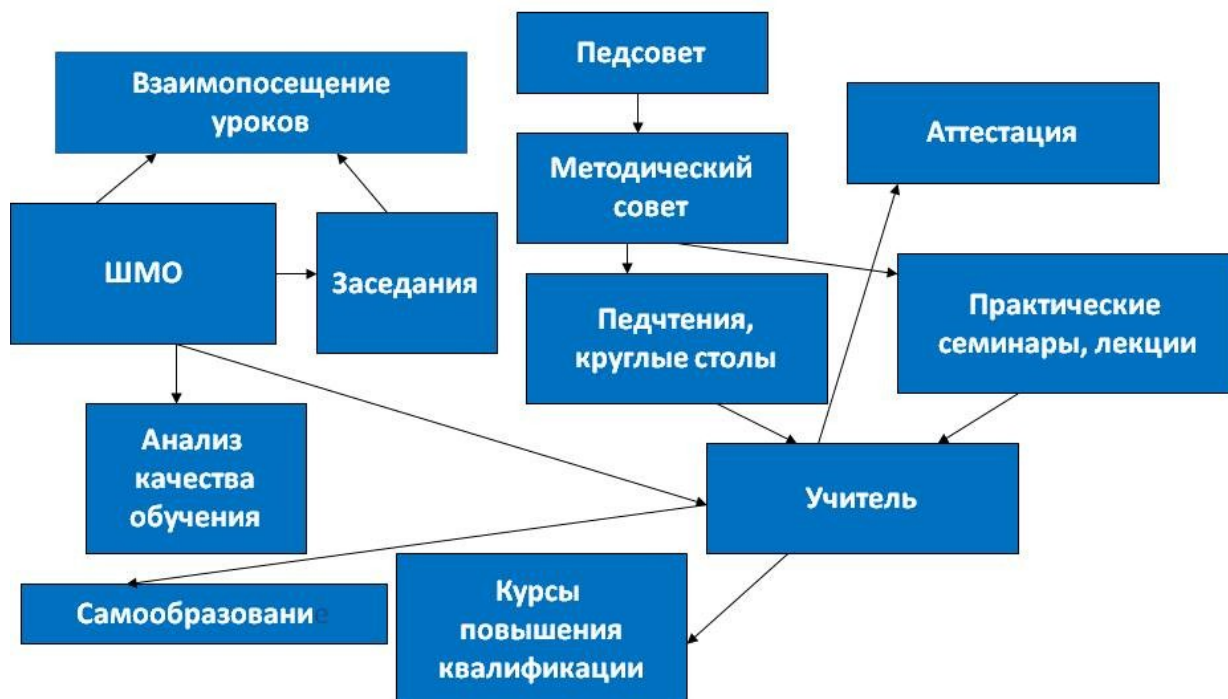 Педсовет
Взаимопосещение
уроков
Аттестация
Методический
совет
ШМО
Заседания
Педчтения,
круглые столы
Практические
семинары, лекции
Анализ
качества
обучения
Учитель
Самообразование
Курсы
повышения
квалификации